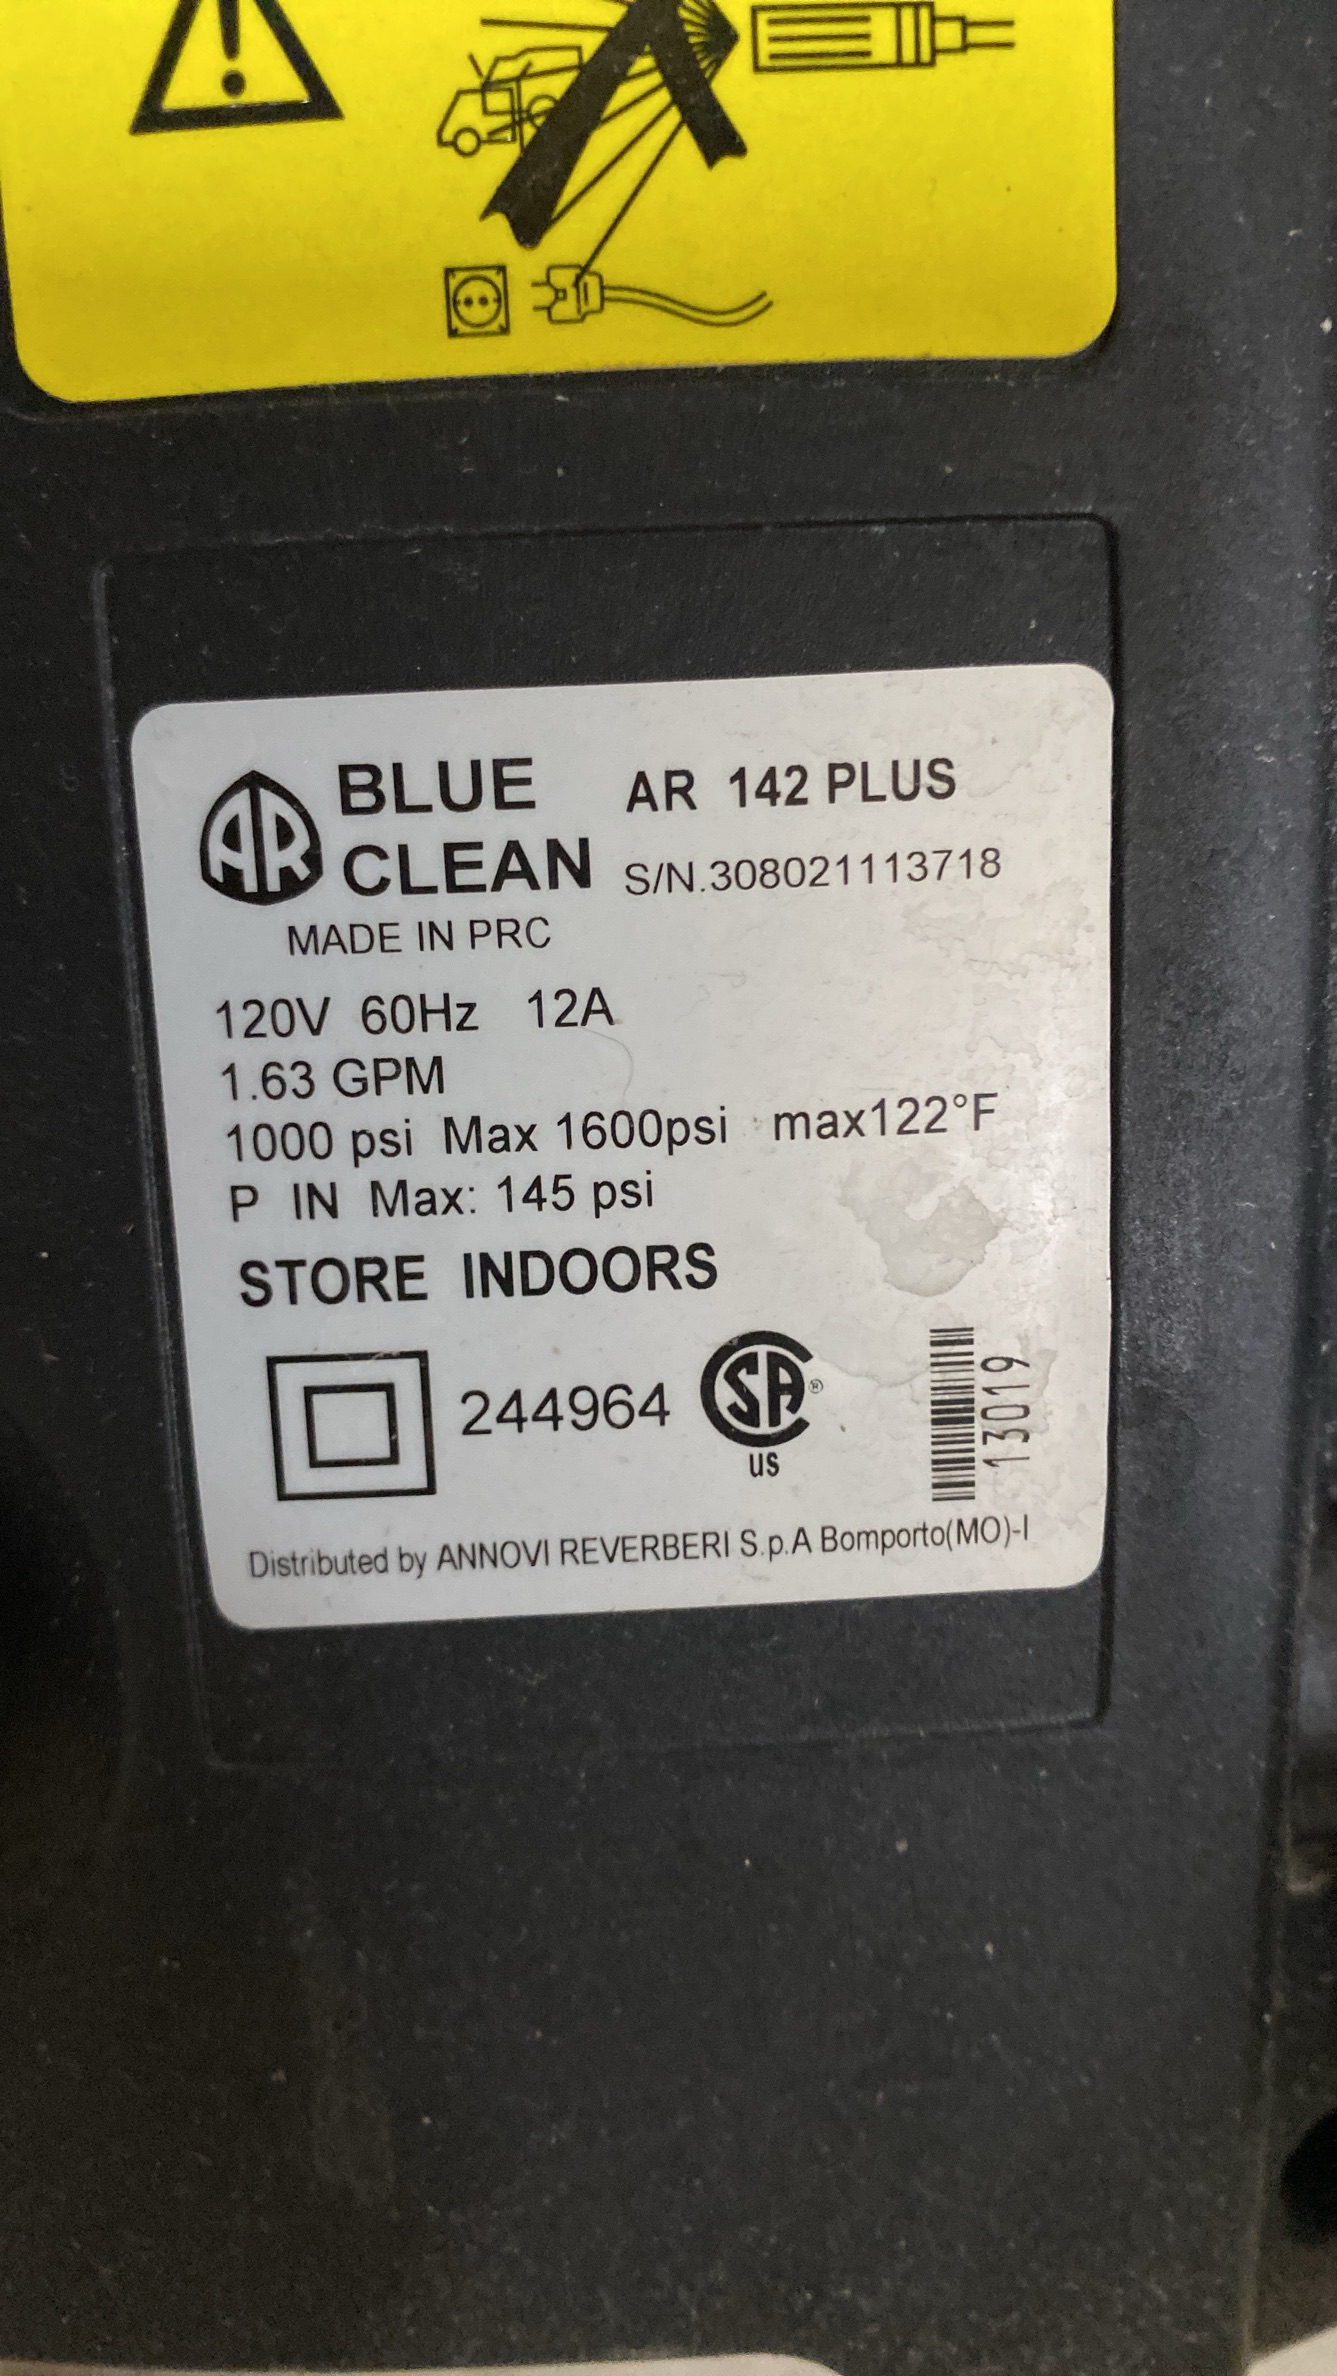 AR BLUE CLEAN
AR 142 PLUS
S/N.308021113718
MADE IN PRC
120V 60Hz 12A
1.63 GPM
1000 psi Max 1600psi max122°F
P IN Max: 145 psi
STORE INDOORS
244964 SA ® US
13019
Distributed by ANNOVI REVERBERI S.p.A Bomporto(MO)-I